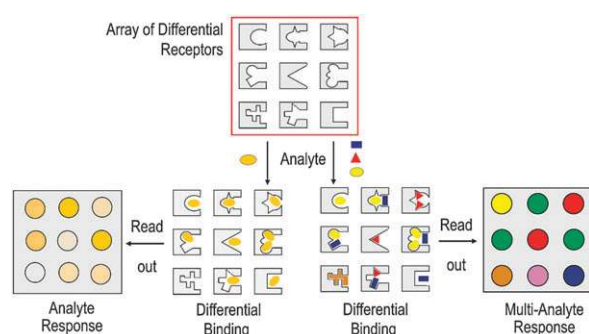 Array of Differential
Receptors
Analyte
Read
out
Read
out
Analyte
Response
Differential
Binding
Differential
Binding
Multi-Analyte
Response